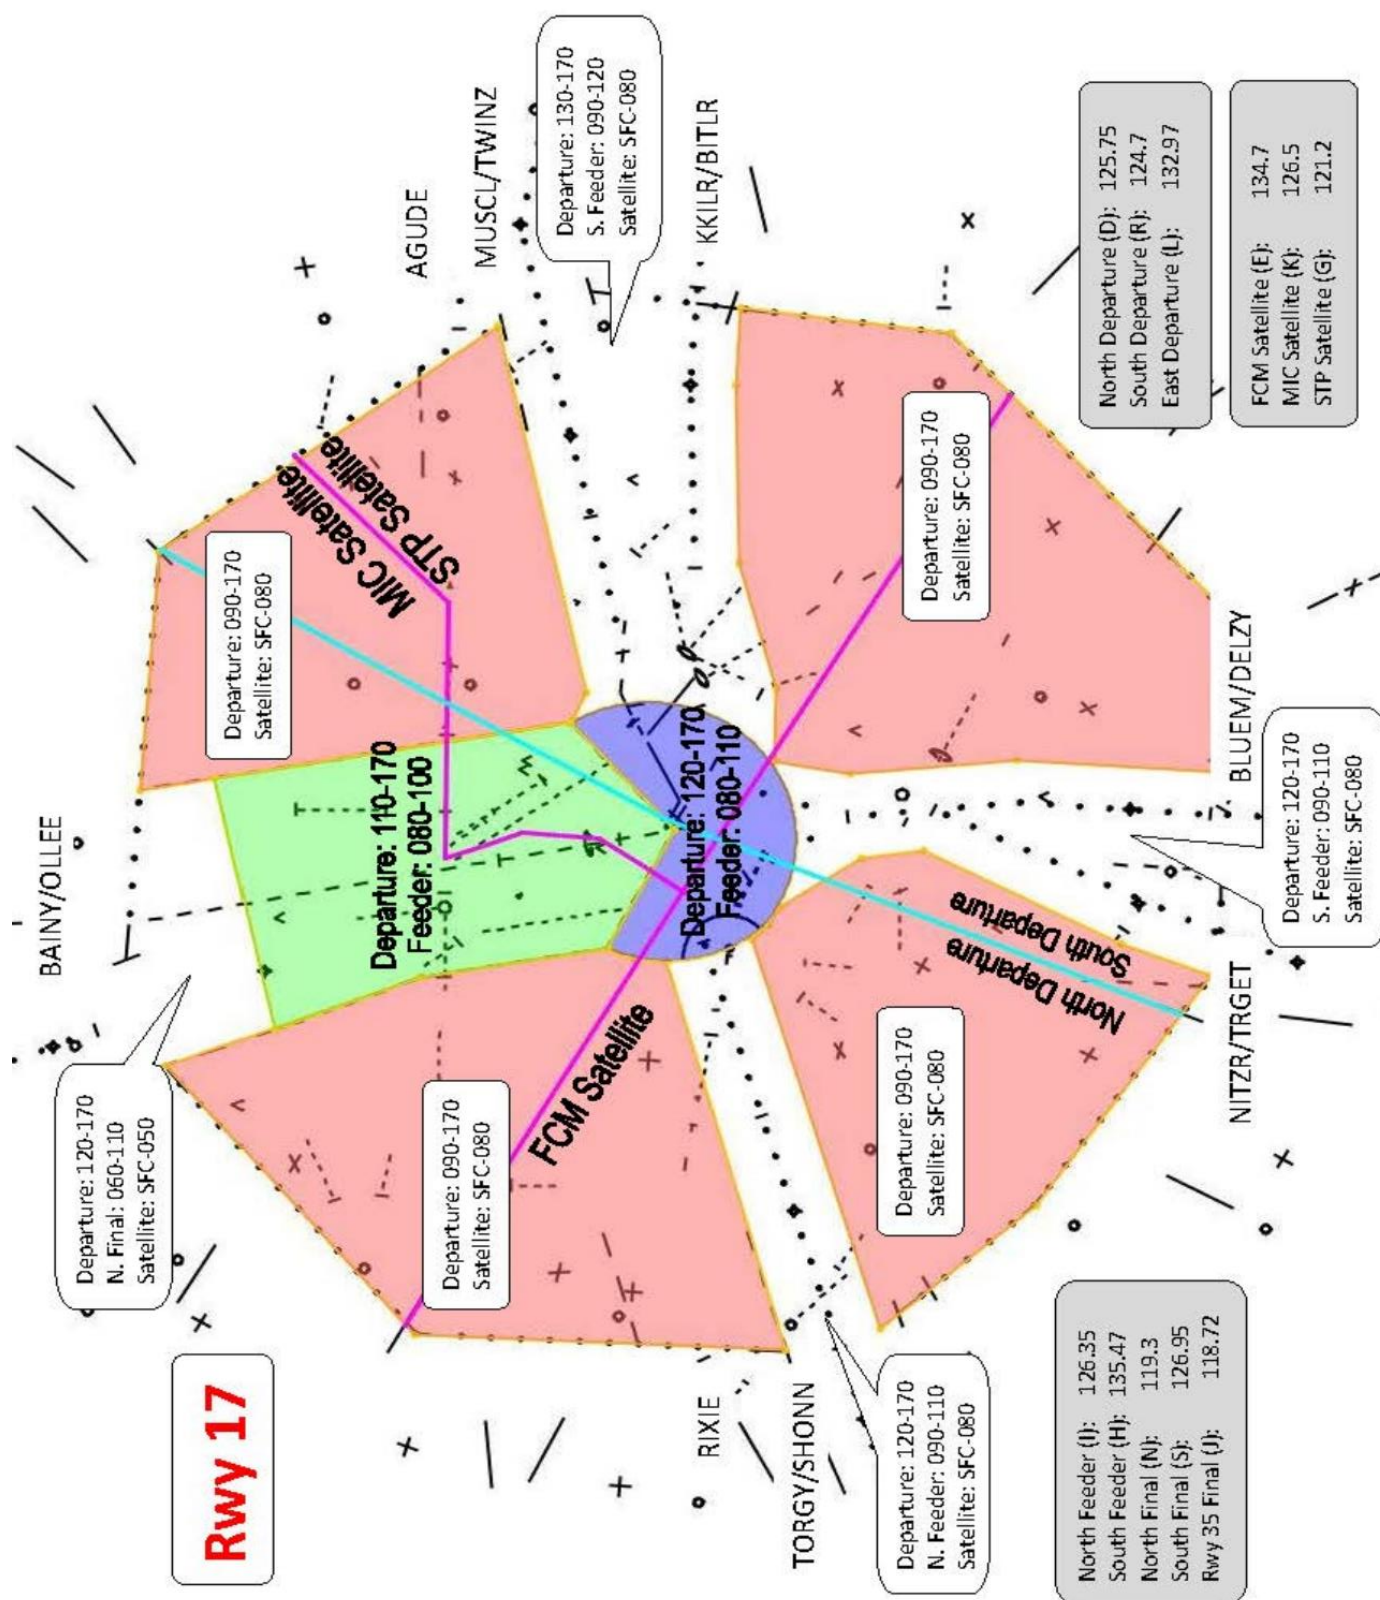 Rwy 17
BAINY/OLLEE
Departure: 120-170
N. Final: 060-110
Satellite: SFC-050
Departure: 090-170
Satellite: SFC-080
MIC Satellite
STP Satellite
AGUDE
MUSCL/TWINZ
Departure: 130-170
S. Feeder: 090-120
Satellite: SFC-080
KKILR/BITLR
Departure: 110-170
Feeder: 080-100
Departure: 120-170
Feeder: 080-110
Departure: 090-170
Satellite: SFC-080
FCM Satellite
RIXIE
TORGY/SHONN
Departure: 120-170
N. Feeder: 090-110
Satellite: SFC-080
Departure: 090-170
Satellite: SFC-080
North Departure
South Departure
Departure: 090-170
Satellite: SFC-080
NITZR/TRGET
BLUEM/DELZY
Departure: 120-170
S. Feeder: 090-110
Satellite: SFC-080
North Feeder (I): 126.35
South Feeder (H): 135.47
North Final (N): 119.3
South Final (S): 126.95
Rwy 35 Final (J): 118.72
North Departure (D): 125.75
South Departure (R): 124.7
East Departure (L): 132.97
FCM Satellite (E): 134.7
MIC Satellite (K): 126.5
STP Satellite (G): 121.2